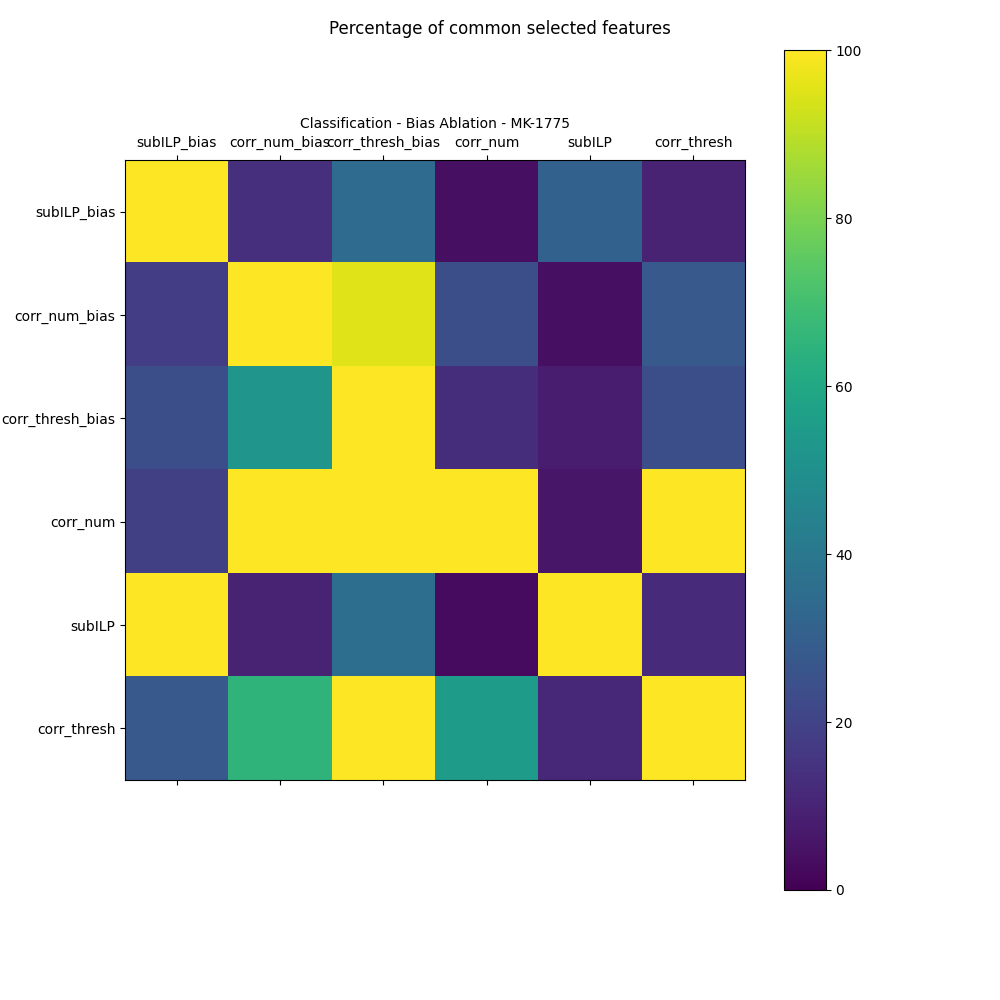 Percentage of common selected features
Classification - Bias Ablation - MK-1775
subILP_bias corr_num_bias corr_thresh_bias corr_num subILP corr_thresh
subILP_bias
corr_num_bias
corr_thresh_bias
corr_num
subILP
corr_thresh
100
80
60
40
20
0